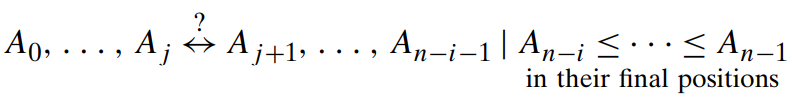 A₀, . . . , Aⱼ ↔? Aⱼ₊₁, . . . , Aₙ₋ᵢ₋₁ | Aₙ₋ᵢ ≤ · · · ≤ Aₙ₋₁
in their final positions